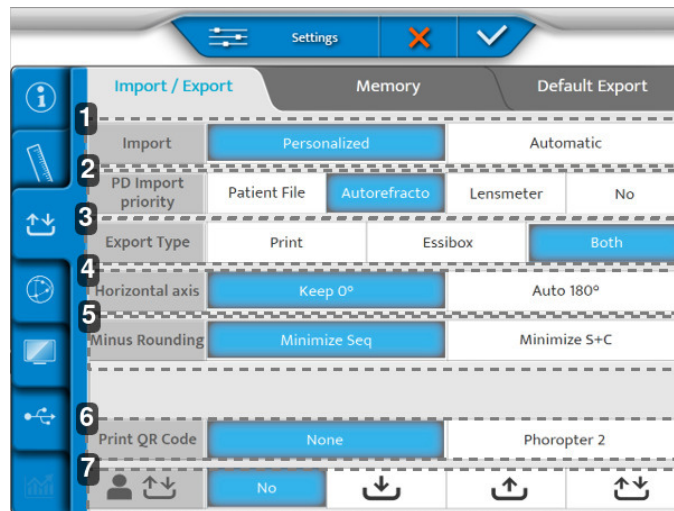 Settings
Import / Export Memory Default Export
1
Import Personalized Automatic
2
PD Import priority Patient File Autorefracto Lensmeter No
3
Export Type Print Essibox Both
4
Horizontal axis Keep 0° Auto 180°
5
Minus Rounding Minimize Seq Minimize S+C
6
Print QR Code None Phoropter 2
7
No